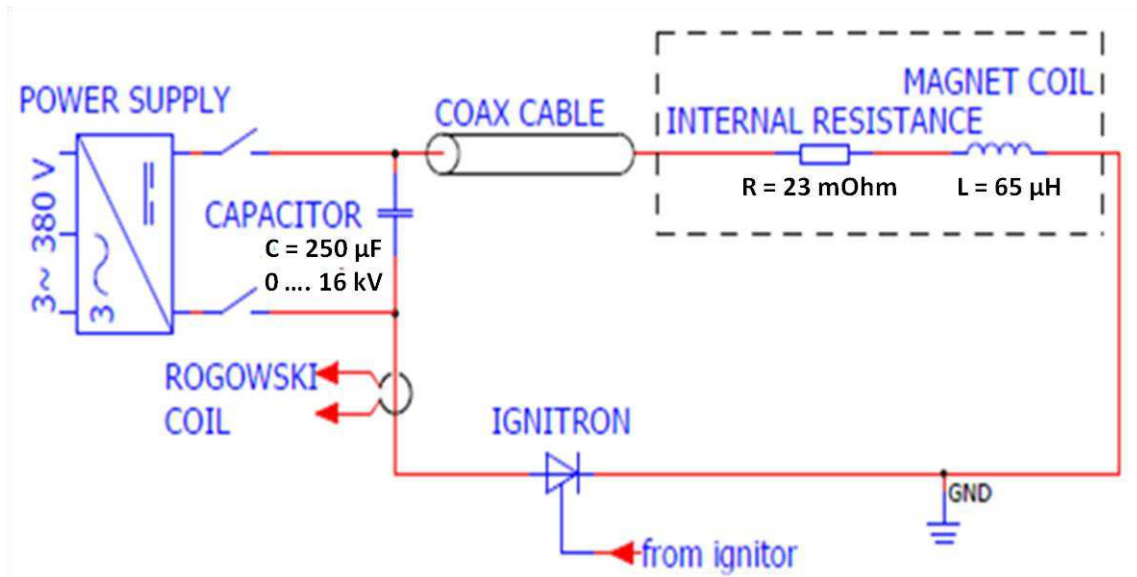 POWER SUPPLY
3~ 380 V
3
CAPACITOR
C = 250 µF
0 .... 16 kV
COAX CABLE
MAGNET COIL
INTERNAL RESISTANCE
R = 23 mOhm
L = 65 µH
ROGOWSKI
COIL
IGNITRON
GND
from ignitor